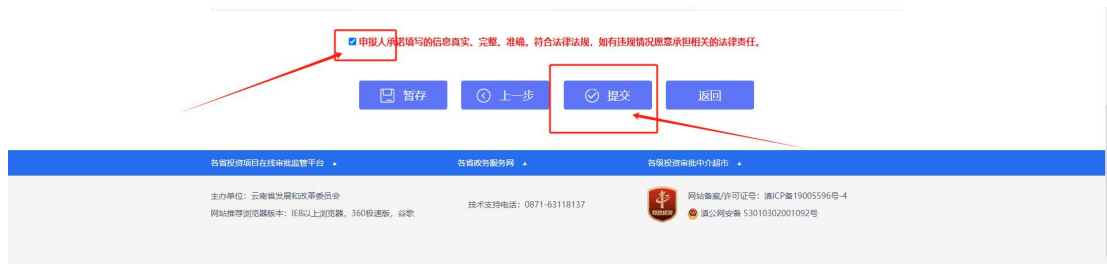 申报人承诺填写的信息真实、完整、准确。符合法律法规，如有违规情况愿意承担相关的法律责任。
暂存 上一步 提交 返回
各省投资项目在线审批监管平台 各省政务服务网 各级投资审批中介超市
主办单位：云南省发展和改革委员会
网站推荐浏览器版本：IE8以上浏览器，360极速版，谷歌
技术支持电话：0871-63118137
网站备案/许可证号：滇ICP备19005596号-4
滇公网安备 53010302001092号